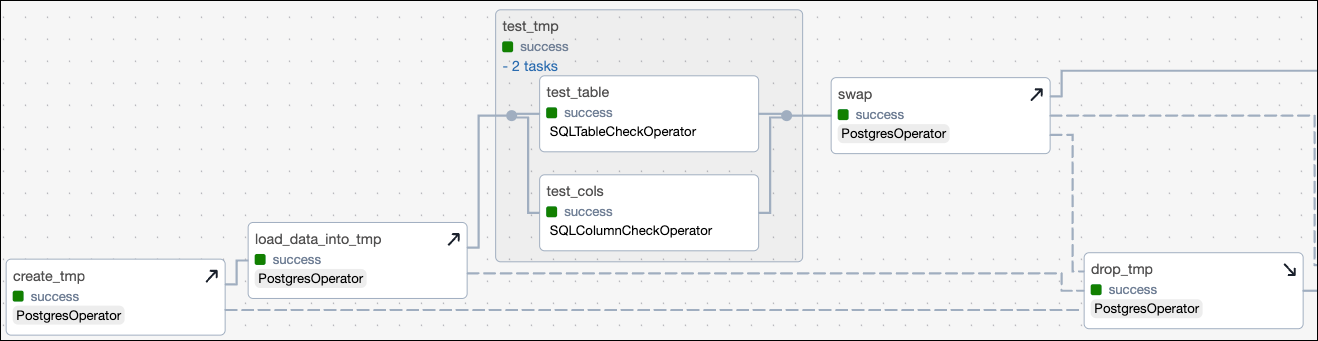 test_tmp
success
- 2 tasks
test_table
success
SQLTableCheckOperator
test_cols
success
SQLColumnCheckOperator
swap
success
PostgresOperator
load_data_into_tmp
success
PostgresOperator
create_tmp
success
PostgresOperator
drop_tmp
success
PostgresOperator